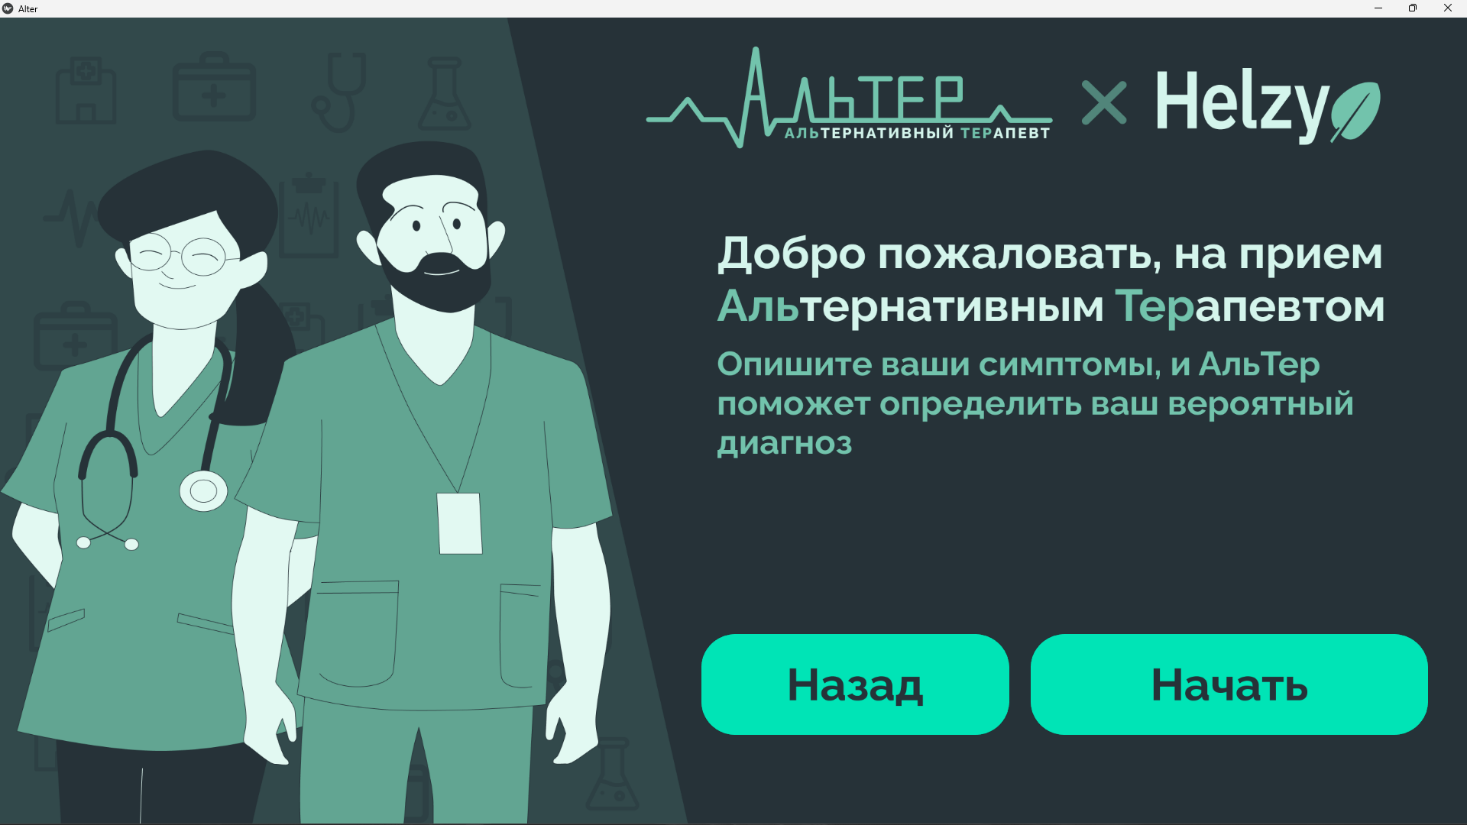 Alter
АльТЕР
АЛЬТЕРНАТИВНЫЙ ТЕРАПЕВТ
Helzy
Добро пожаловать, на прием
Альтернативным Терапевтом
Опишите ваши симптомы, и АльТер
поможет определить ваш вероятный
диагноз
Назад
Начать